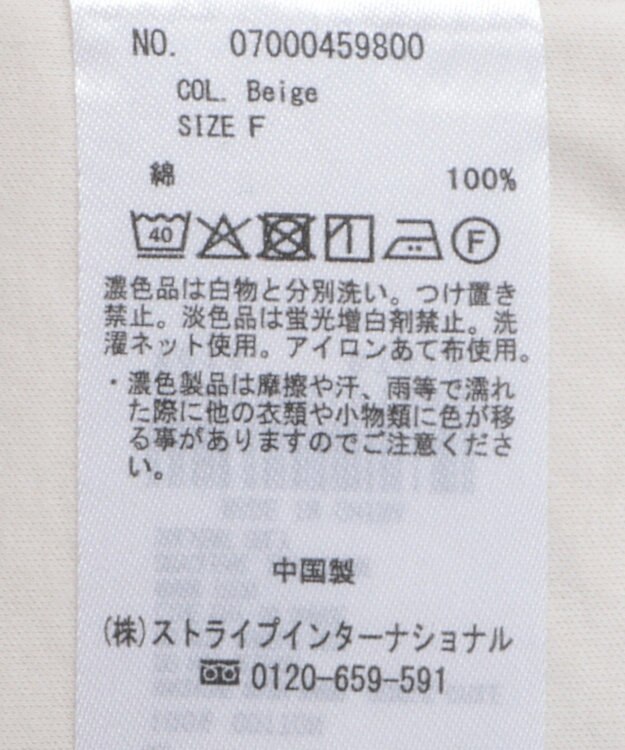 NO. 07000459800
COL. Beige
SIZE F
綿 100%
40 F
濃色品は白物と分別洗い。つけ置き
禁止。淡色品は蛍光増白剤禁止。洗
濯ネット使用。アイロンあて布使用。
・濃色製品は摩擦や汗、雨等で濡れ
た際に他の衣類や小物類に色が移
る事がありますのでご注意くださ
い。
中国製
(株)ストライプインターナショナル
0120-659-591